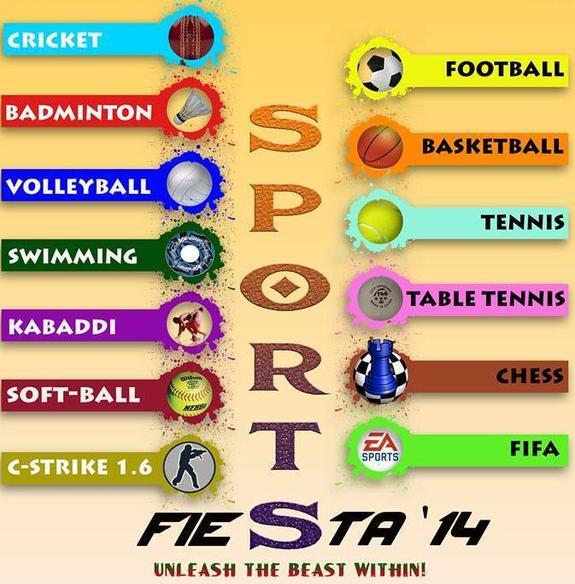 CRICKET
BADMINTON
VOLLEYBALL
SWIMMING
KABADDI
SOFT-BALL
C-STRIKE 1.6
SPORTS
FOOTBALL
BASKETBALL
TENNIS
TABLE TENNIS
CHESS
EA
SPORTS
FIFA
FIESTA '14
UNLEASH THE BEAST WITHIN!